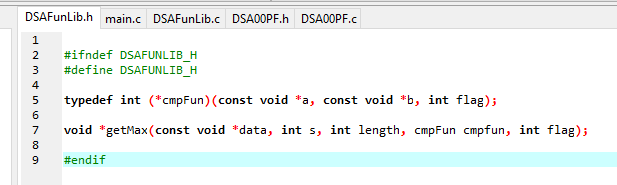 DSAFunLib.h main.c DSAFunLib.c DSA00PF.h DSA00PF.c
1
2 #ifndef DSAFUNLIB_H
3 #define DSAFUNLIB_H
4
5 typedef int (*cmpFun)(const void *a, const void *b, int flag);
6
7 void *getMax(const void *data, int s, int length, cmpFun cmpfun, int flag);
8
9 #endif